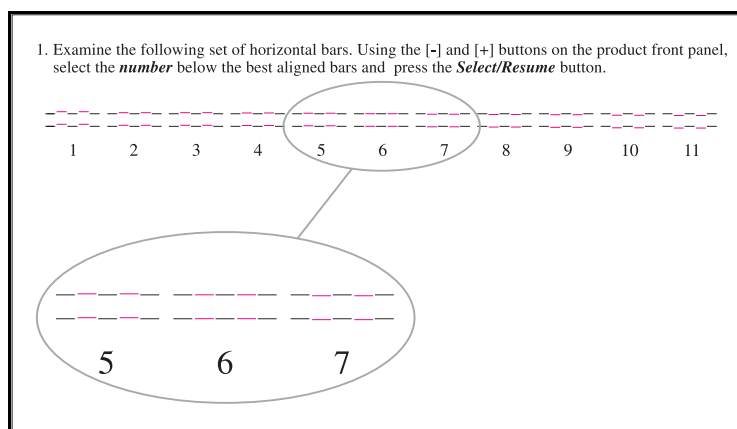 1. Examine the following set of horizontal bars. Using the [-] and [+] buttons on the product front panel,
select the number below the best aligned bars and press the Select/Resume button.
1 2 3 4 5 6 7 8 9 10 11
5 6 7